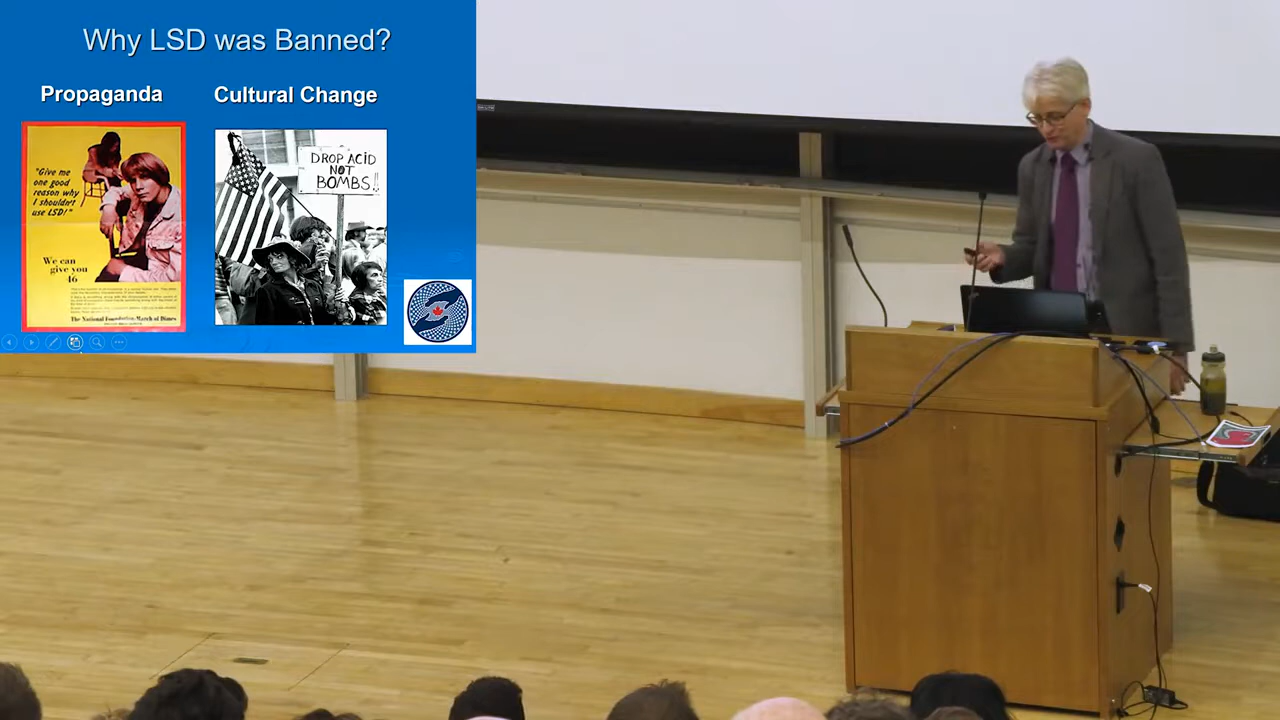 Why LSD was Banned?
Propaganda
Cultural Change
"Give me
one good
reason why
I shouldn't
use LSD!"
We can
give you
46
The National Foundation-March of Dimes
DROP ACID
NOT
BOMBS!!